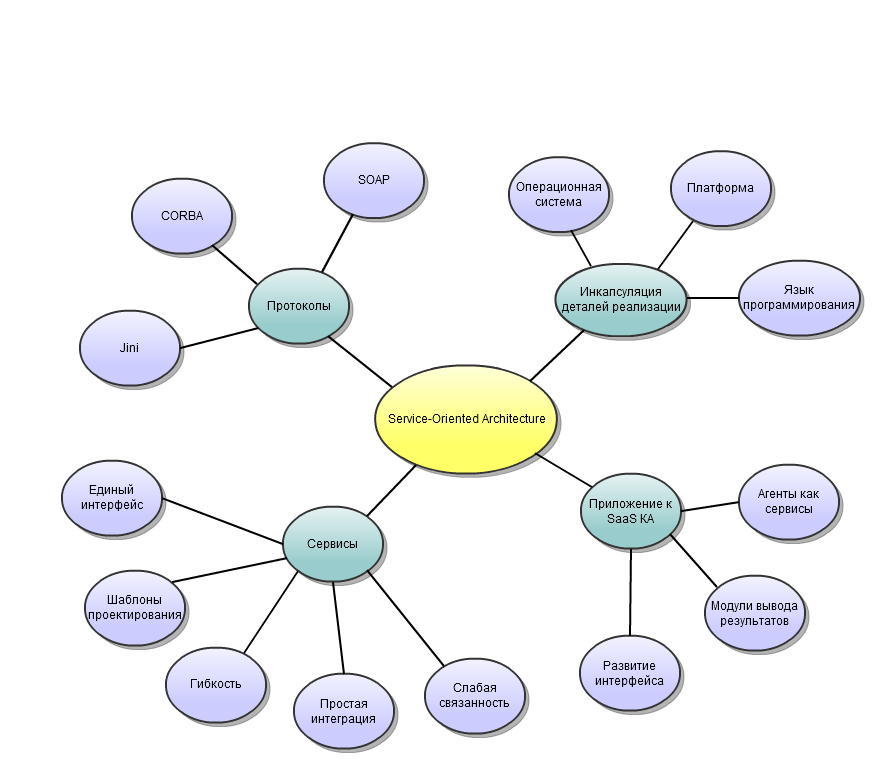 SOAP
CORBA
Операционная
система
Платформа
Протоколы
Инкапсуляция
деталей реализации
Язык
программирования
Jini
Service-Oriented Architecture
Единый
интерфейс
Приложение к
SaaS КА
Агенты как
сервисы
Сервисы
Шаблоны
проектирования
Модули вывода
результатов
Гибкость
Развитие
интерфейса
Слабая
связанность
Простая
интеграция